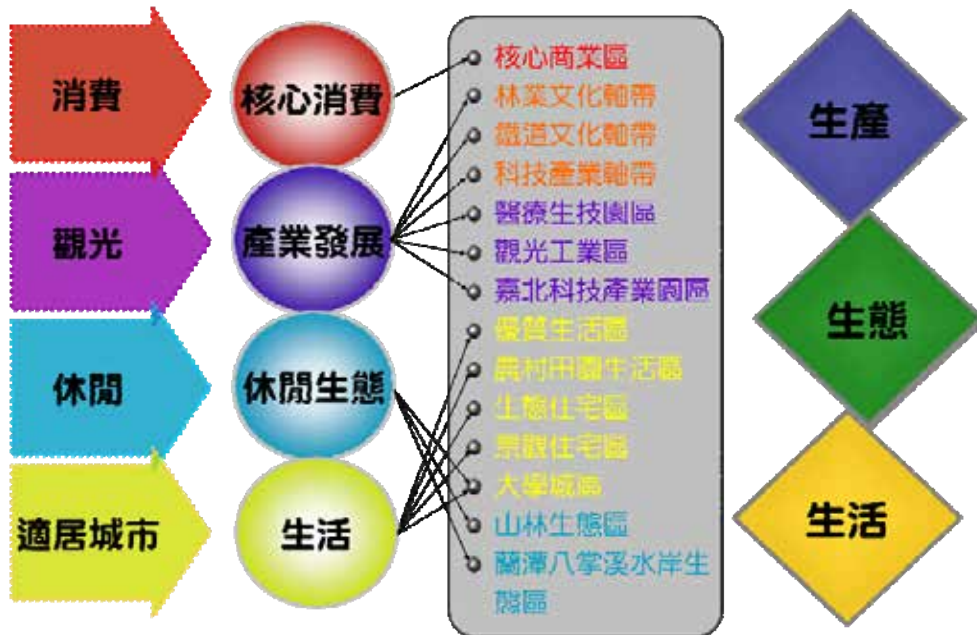 消費
觀光
休閒
適居城市
核心消費
產業發展
休閒生態
生活
核心商業區
林業文化軸帶
鐵道文化軸帶
科技產業軸帶
醫療生技園區
觀光工業區
嘉北科技產業園區
優質生活區
農村田園生活區
生態住宅區
景觀住宅區
大學城區
山林生態區
蘭潭八掌溪水岸生
態區
生產
生態
生活